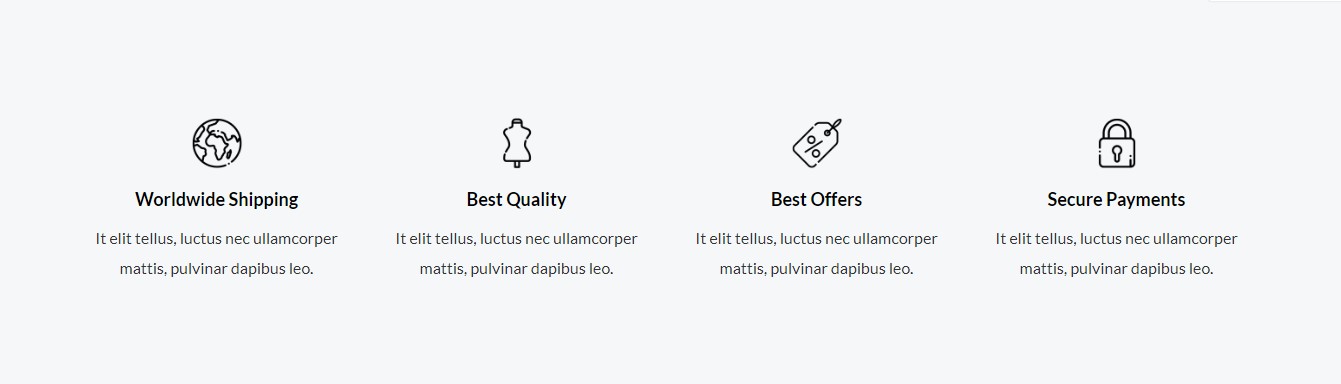 Worldwide Shipping
It elit tellus, luctus nec ullamcorper
mattis, pulvinar dapibus leo.
Best Quality
It elit tellus, luctus nec ullamcorper
mattis, pulvinar dapibus leo.
Best Offers
It elit tellus, luctus nec ullamcorper
mattis, pulvinar dapibus leo.
Secure Payments
It elit tellus, luctus nec ullamcorper
mattis, pulvinar dapibus leo.